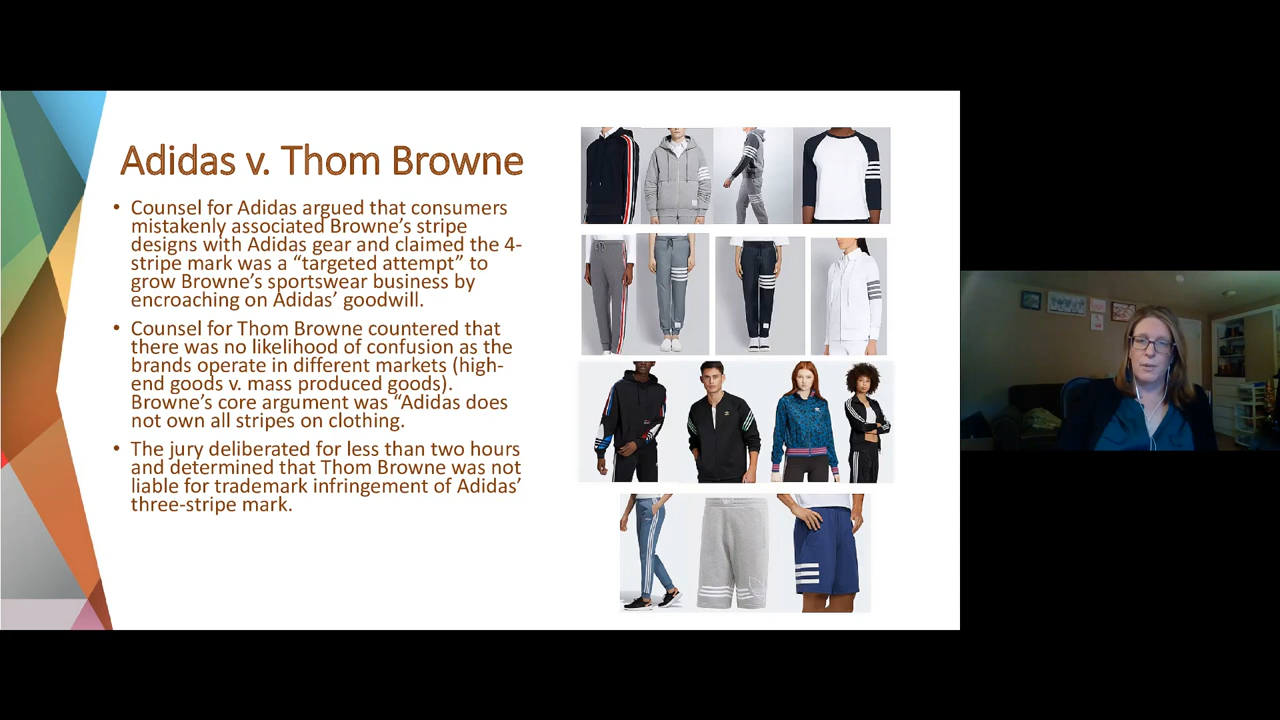 Adidas v. Thom Browne
• Counsel for Adidas argued that consumers
mistakenly associated Browne’s stripe
designs with Adidas gear and claimed the 4-
stripe mark was a “targeted attempt” to
grow Browne’s sportswear business by
encroaching on Adidas’ goodwill.
• Counsel for Thom Browne countered that
there was no likelihood of confusion as the
brands operate in different markets (high-
end goods v. mass produced goods).
Browne’s core argument was “Adidas does
not own all stripes on clothing.
• The jury deliberated for less than two hours
and determined that Thom Browne was not
liable for trademark infringement of Adidas’
three-stripe mark.